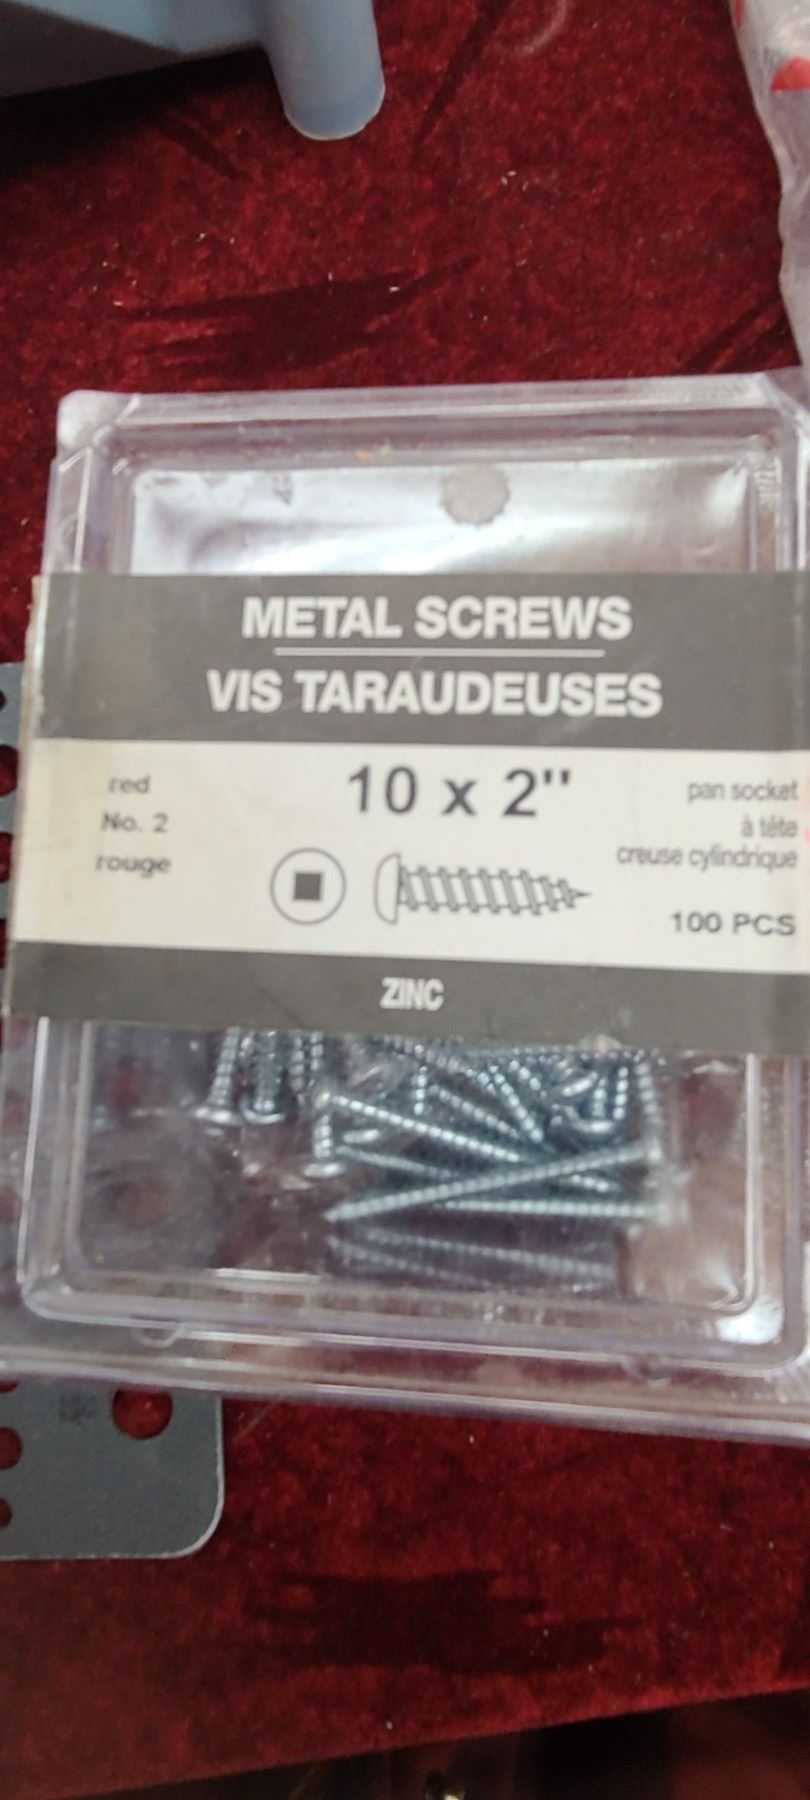 METAL SCREWS
VIS TARAUDEUSES
red
No. 2
rouge
10 x 2"
pan socket
à tête
creuse cylindrique
100 PCS
ZINC